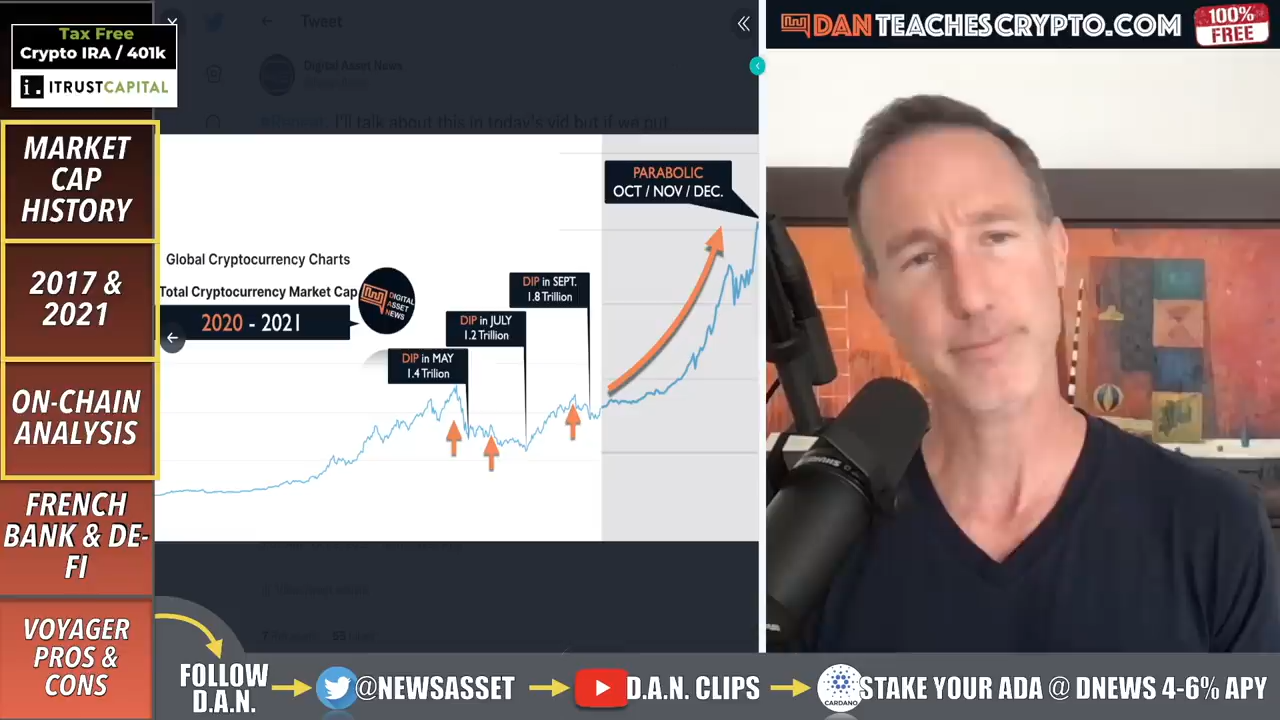 Tax Free
Crypto IRA / 401k
i.
ITRUSTCAPITAL
MARKET
CAP
HISTORY
2017 &
2021
ON-CHAIN
ANALYSIS
FRENCH
BANK & DE-
FI
VOYAGER
PROS &
CONS
Tweet
Digital Asset News
I'll talk about this in today's vid but if we put
Global Cryptocurrency Charts
Total Cryptocurrency Market Cap
2020 - 2021
DIGITAL
ASSET
NEWS
DIP in MAY
1.4 Trilion
DIP in JULY
1.2 Trillion
DIP in SEPT.
1.8 Trillion
PARABOLIC
OCT / NOV / DEC.
DANTEACHESCRYPTO.COM
100%
FREE
FOLLOW
D.A.N.
@NEWSASSET
D.A.N. CLIPS
CARDANO
STAKE YOUR ADA @ DNEWS 4-6% APY